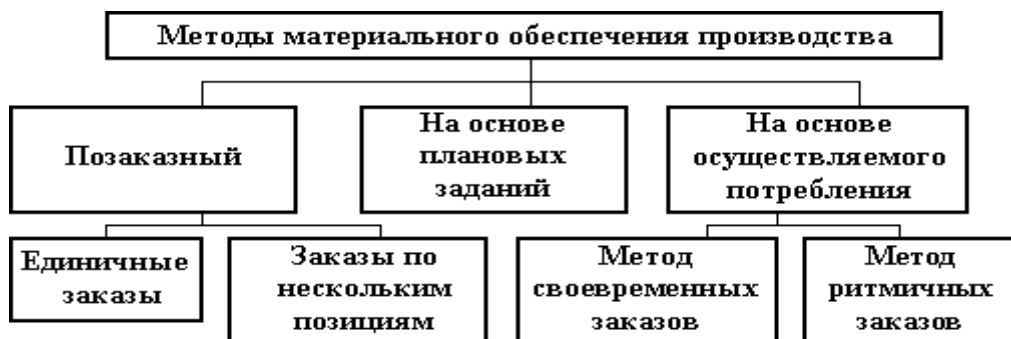 Методы материального обеспечения производства
Позаказный
На основе
плановых
заданий
На основе
осуществляемого
потребления
Единичные
заказы
Заказы по
нескольким
позициям
Метод
своевременных
заказов
Метод
ритмичных
заказов